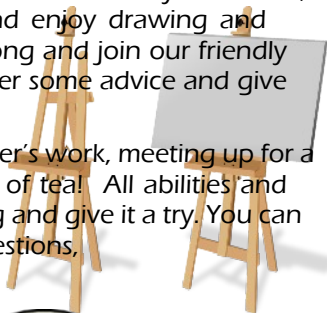 nd enjoy drawing and
ong and join our friendly
er some advice and give
er's work, meeting up for a
of tea! All abilities and
g and give it a try. You can
estions,